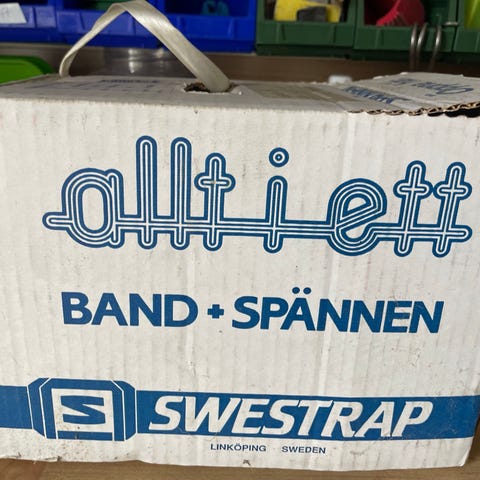 allt i ett
BAND + SPÄNNEN
S SWESTRAP
LINKÖPING SWEDEN